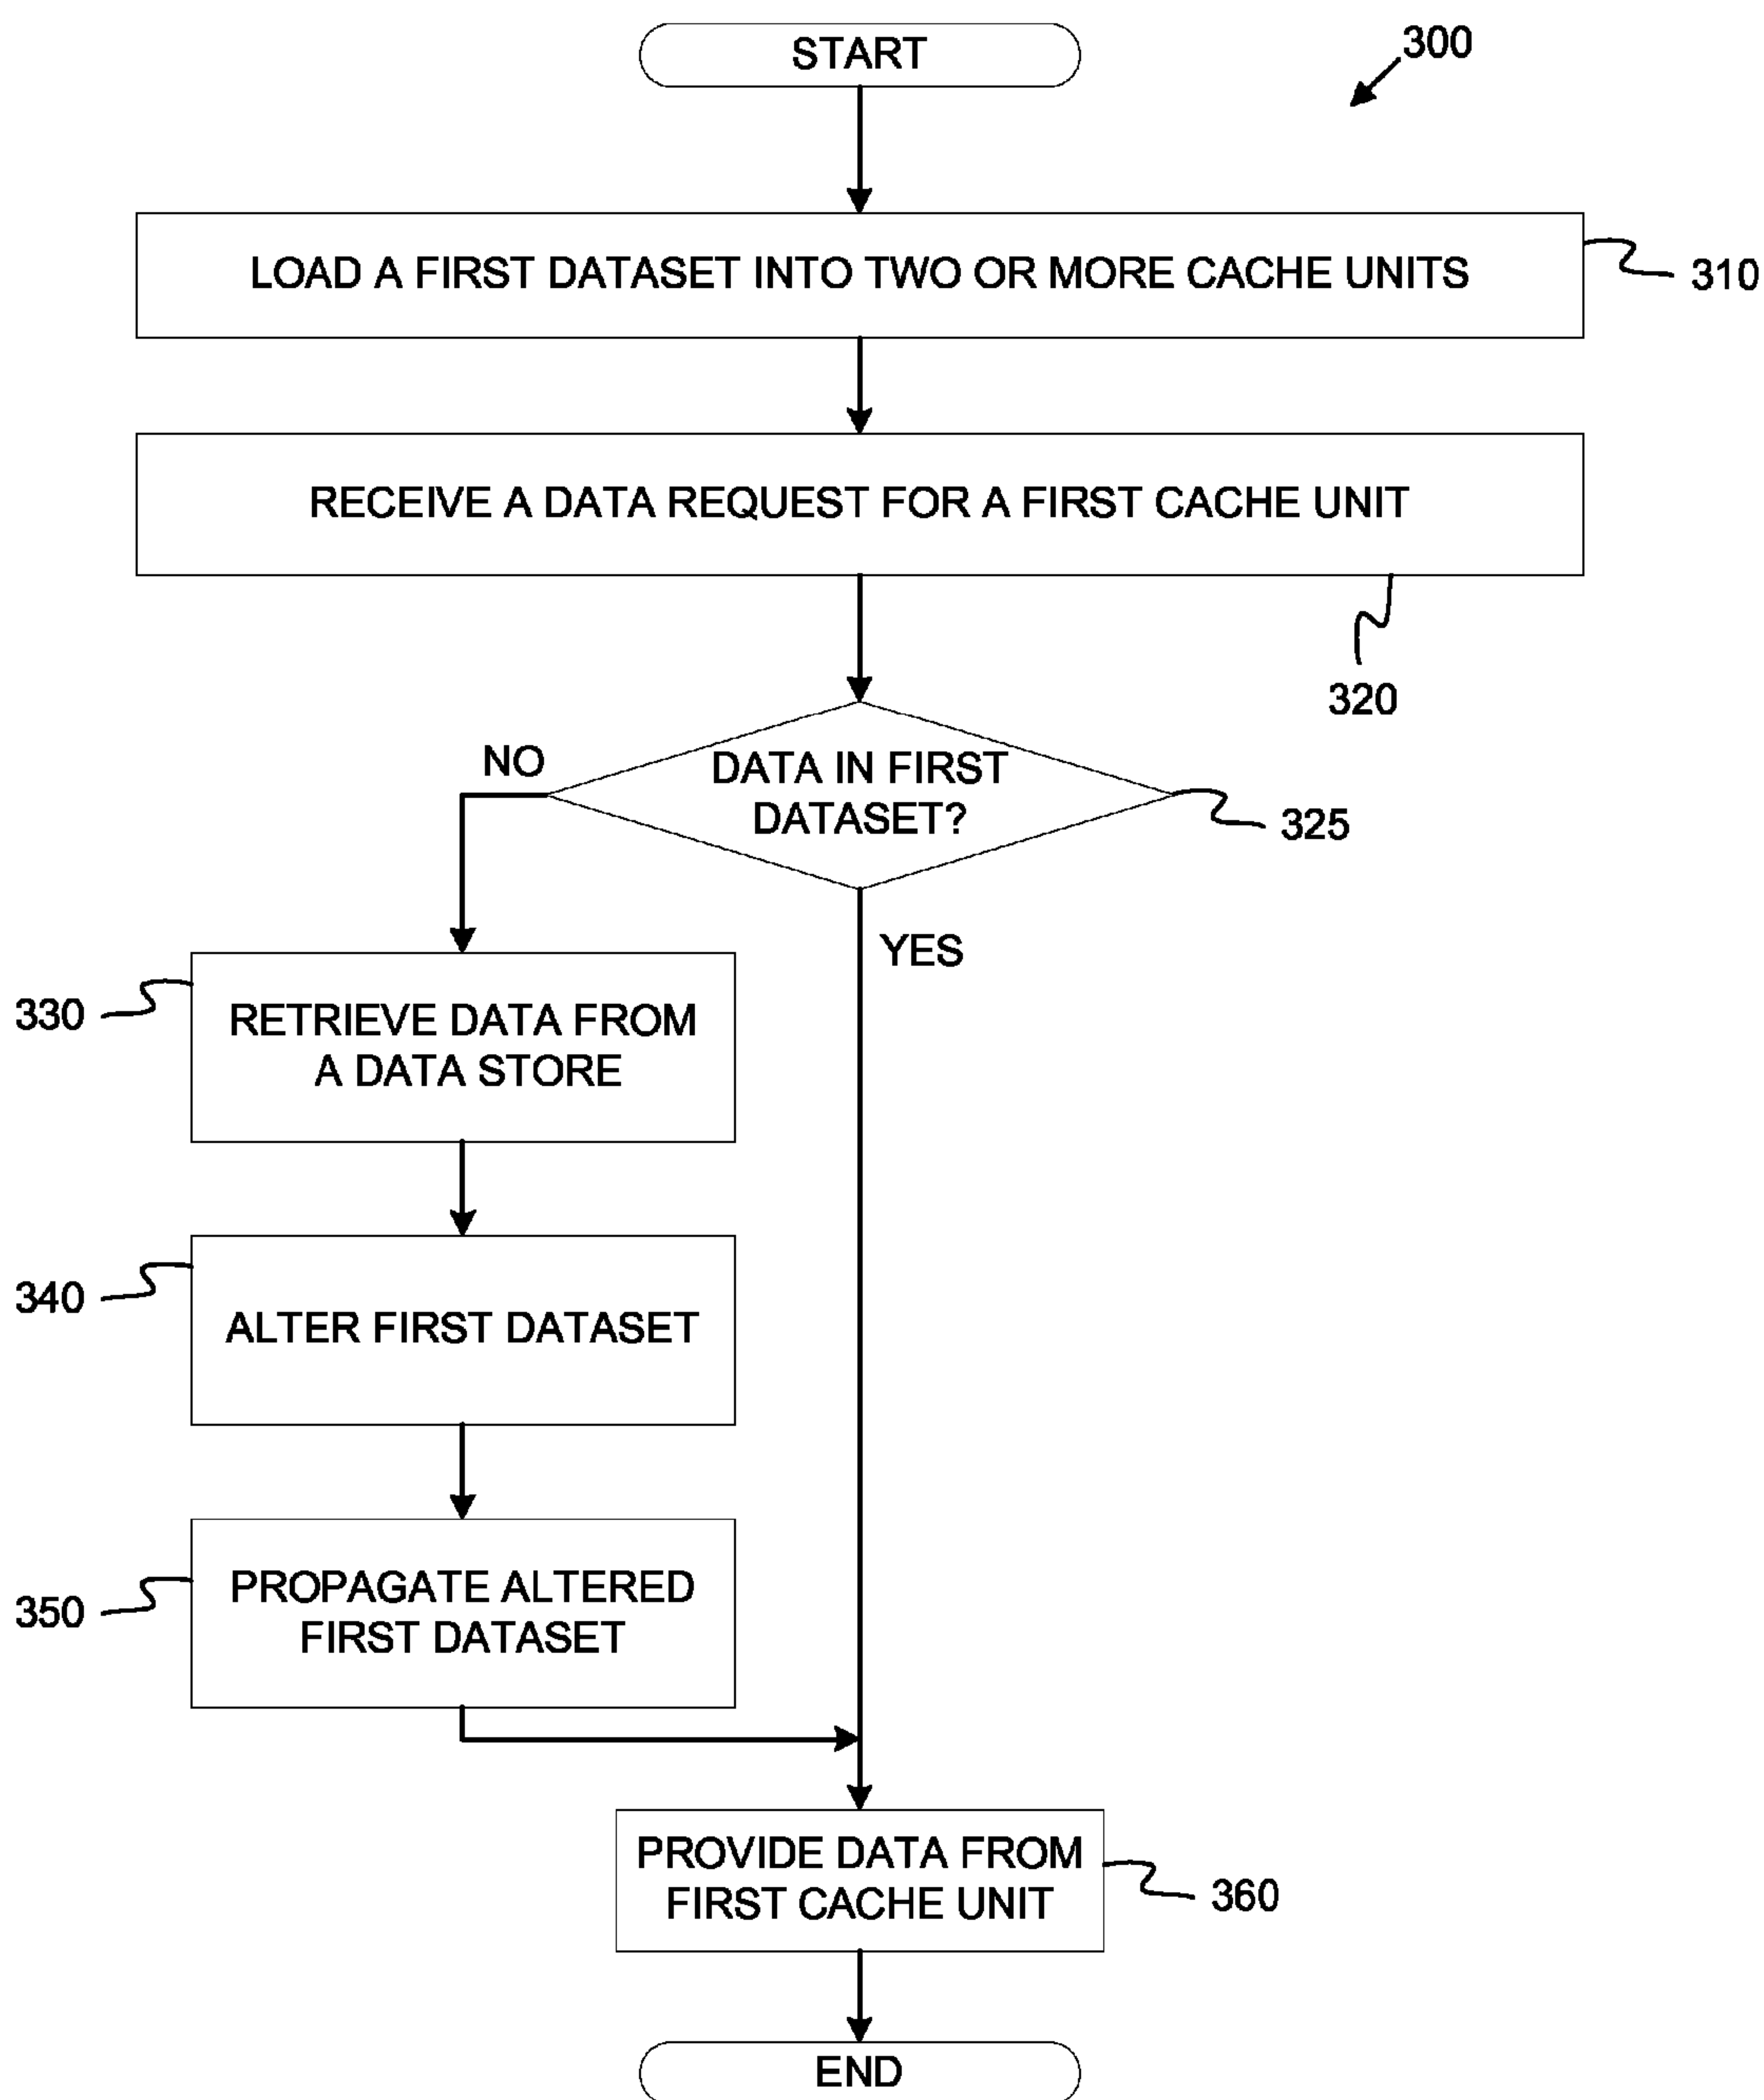 START
300
LOAD A FIRST DATASET INTO TWO OR MORE CACHE UNITS
310
RECEIVE A DATA REQUEST FOR A FIRST CACHE UNIT
320
NO
DATA IN FIRST
DATASET?
325
YES
330
RETRIEVE DATA FROM
A DATA STORE
340
ALTER FIRST DATASET
350
PROPAGATE ALTERED
FIRST DATASET
PROVIDE DATA FROM
FIRST CACHE UNIT
360
END